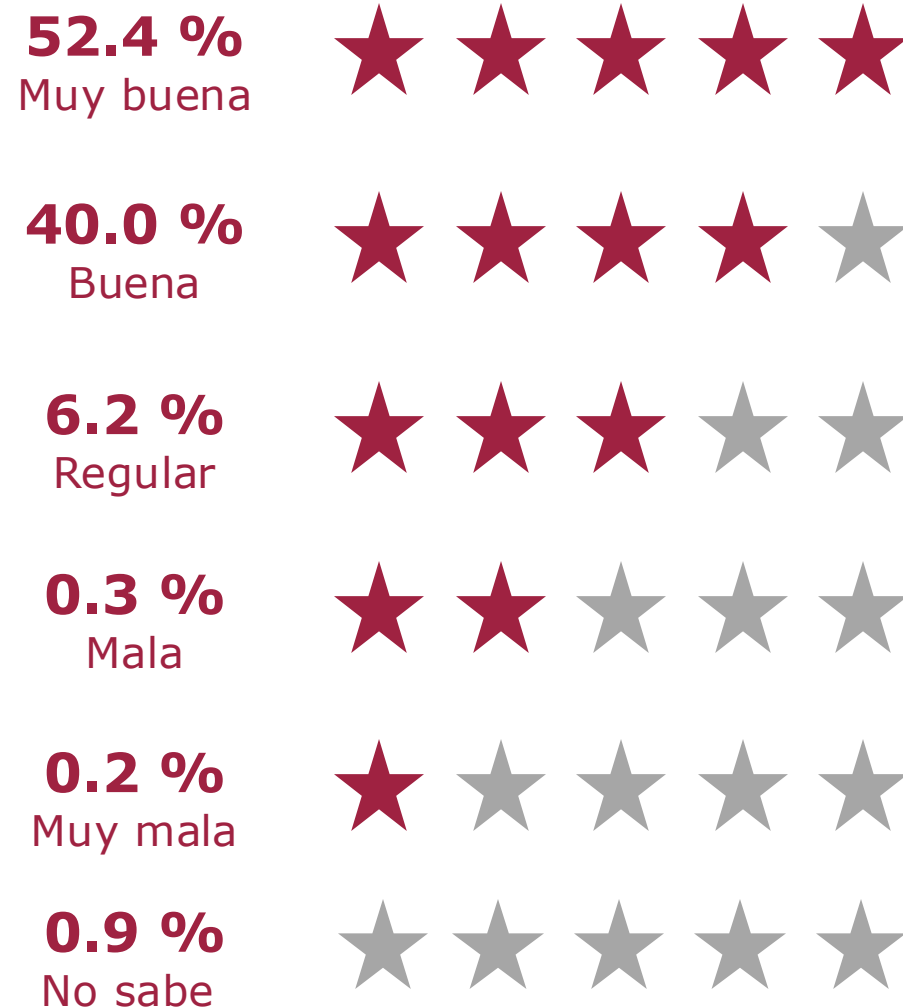 52.4 %
Muy buena
40.0 %
Buena
6.2 %
Regular
0.3 %
Mala
0.2 %
Muy mala
0.9 %
No sabe